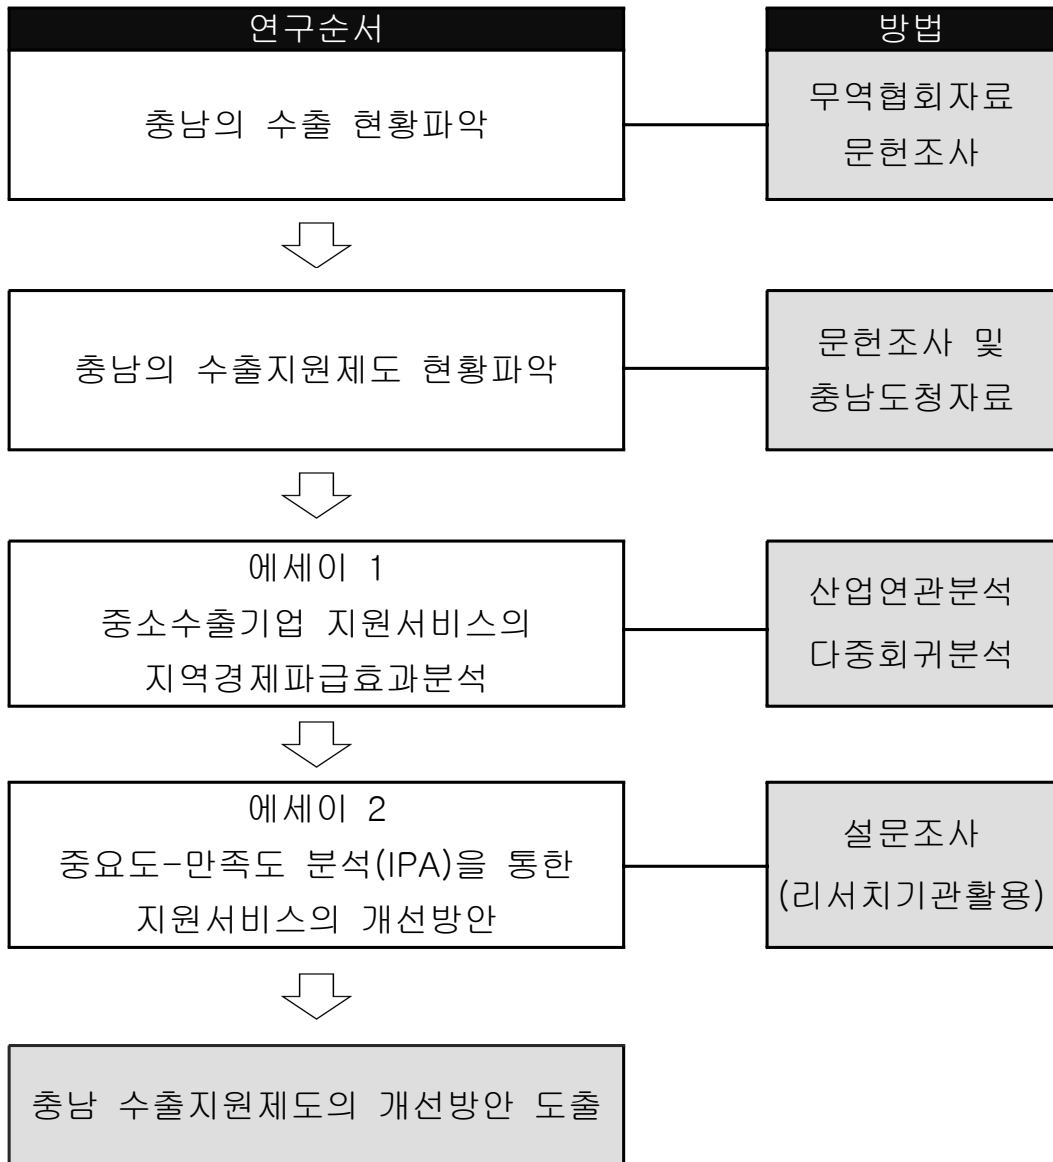 연구순서
방법
충남의 수출 현황파악
무역협회자료
문헌조사
충남의 수출지원제도 현황파악
문헌조사 및
충남도청자료
에세이 1
중소수출기업 지원서비스의
지역경제파급효과분석
산업연관분석
다중회귀분석
에세이 2
중요도-만족도 분석(IPA)을 통한
지원서비스의 개선방안
설문조사
(리서치기관활용)
충남 수출지원제도의 개선방안 도출